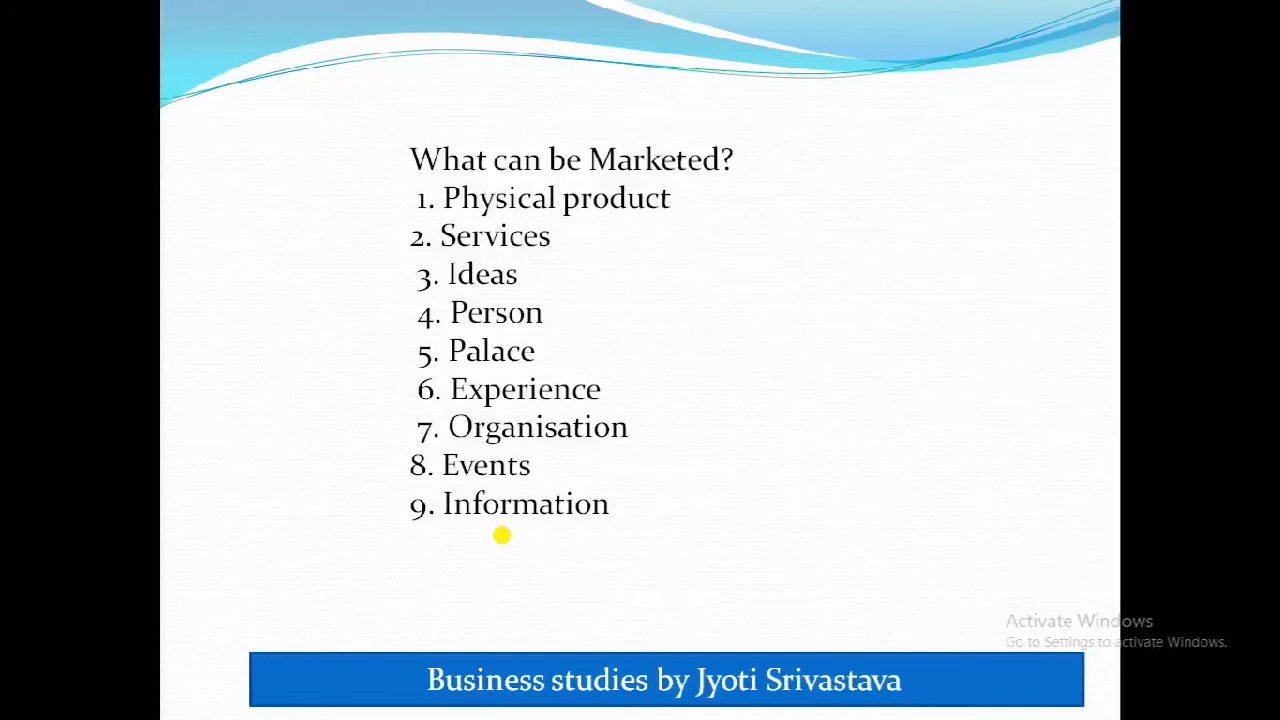 What can be Marketed?
1. Physical product
2. Services
3. Ideas
4. Person
5. Palace
6. Experience
7. Organisation
8. Events
9. Information
Activate Windows
Go to Settings to activate Windows.
Business studies by Jyoti Srivastava